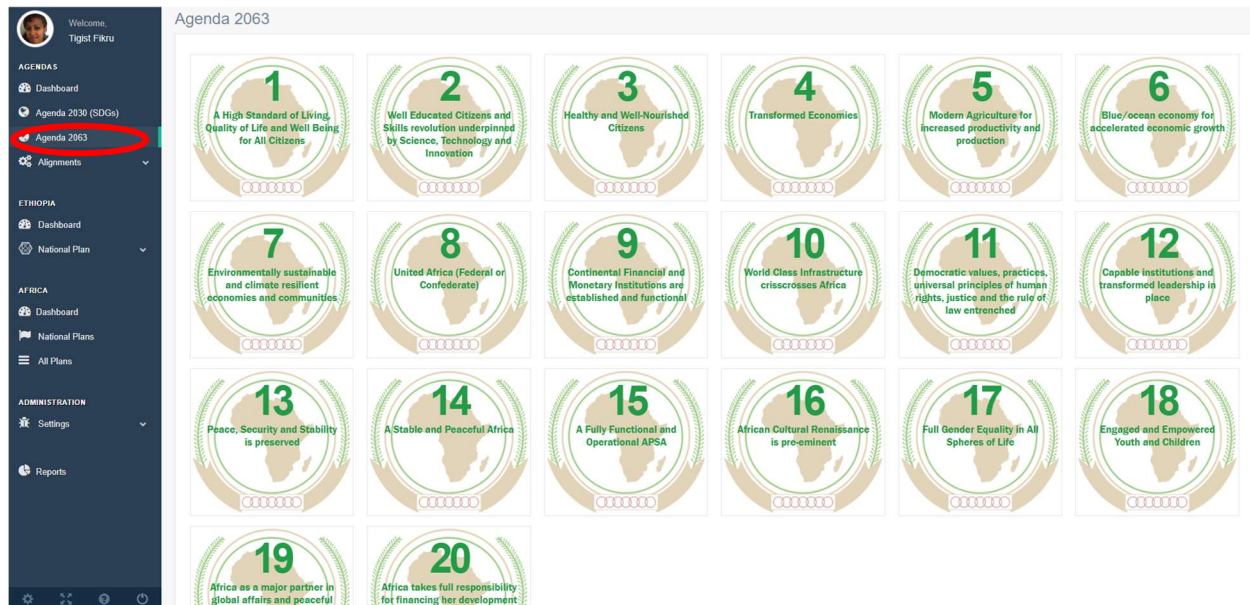 Welcome,
Tigist Fikru
AGENDAS
Dashboard
Agenda 2030 (SDGs)
Agenda 2063
Alignments
ETHIOPIA
Dashboard
National Plan
AFRICA
Dashboard
National Plans
All Plans
ADMINISTRATION
Settings
Reports
Agenda 2063
1
A High Standard of Living,
Quality of Life and Well Being
for All Citizens
2
Well Educated Citizens and
Skills revolution underpinned
by Science, Technology and
Innovation
3
Healthy and Well-Nourished
Citizens
4
Transformed Economies
5
Modern Agriculture for
increased productivity and
production
6
Blue/ocean economy for
accelerated economic growth
7
Environmentally sustainable
and climate resilient
economies and communities
8
United Africa (Federal or
Confederate)
9
Continental Financial and
Monetary Institutions are
established and functional
10
World Class Infrastructure
crisscrosses Africa
11
Democratic values, practices,
universal principles of human
rights, justice and the rule of
law entrenched
12
Capable institutions and
transformed leadership in
place
13
Peace, Security and Stability
is preserved
14
A Stable and Peaceful Africa
15
A Fully Functional and
Operational APSA
16
African Cultural Renaissance
is pre-eminent
17
Full Gender Equality in All
Spheres of Life
18
Engaged and Empowered
Youth and Children
19
Africa as a major partner in
global affairs and peaceful
20
Africa takes full responsibility
for financing her development